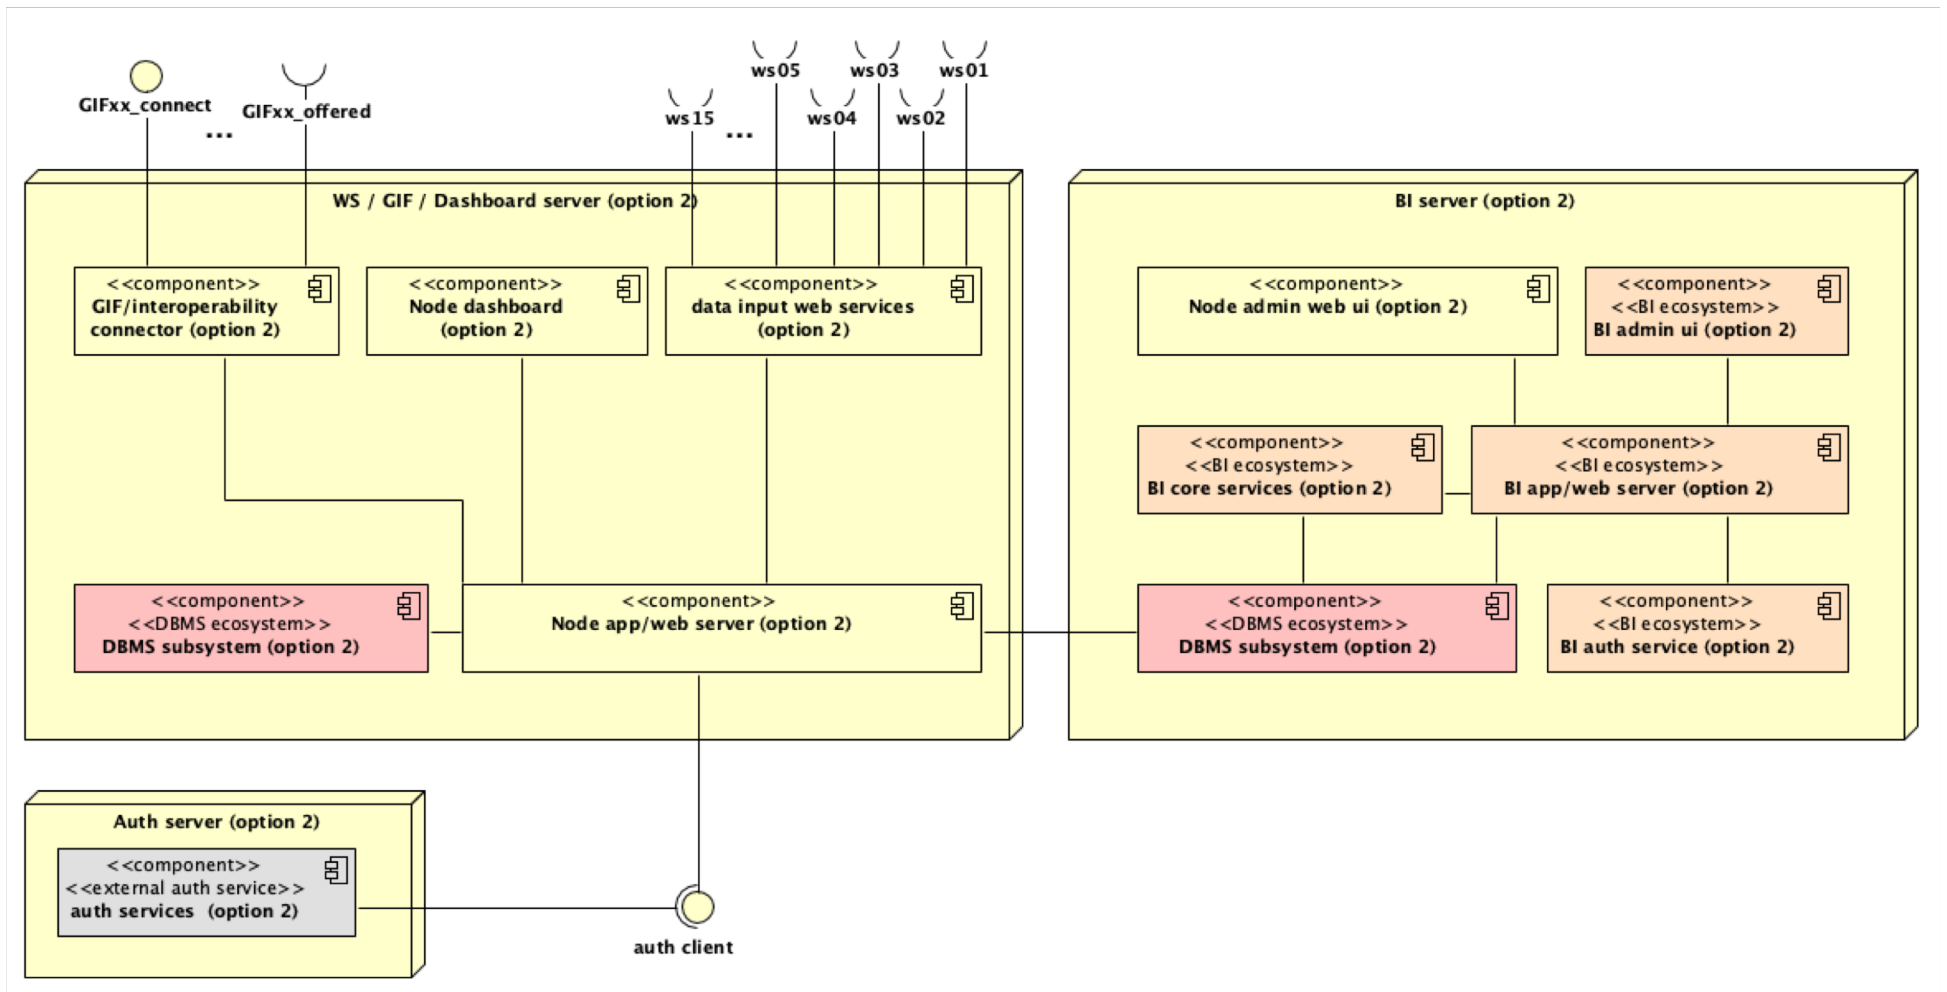 ws05
ws03
ws01
GIFxx_connect
...
GIFxx_offered
ws15
...
ws04
ws02
WS / GIF / Dashboard server (option 2)
<<component>>
GIF/interoperability
connector (option 2)
<<component>>
Node dashboard
(option 2)
<<component>>
data input web services
(option 2)
<<component>>
<<DBMS ecosystem>>
DBMS subsystem (option 2)
<<component>>
Node app/web server (option 2)
BI server (option 2)
<<component>>
Node admin web ui (option 2)
<<component>>
<<BI ecosystem>>
BI admin ui (option 2)
<<component>>
<<BI ecosystem>>
BI core services (option 2)
<<component>>
<<BI ecosystem>>
BI app/web server (option 2)
<<component>>
<<DBMS ecosystem>>
DBMS subsystem (option 2)
<<component>>
<<BI ecosystem>>
BI auth service (option 2)
Auth server (option 2)
<<component>>
<<external auth service>>
auth services (option 2)
auth client